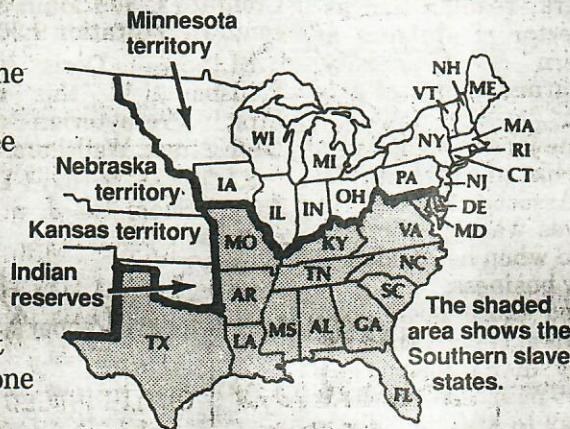 Minnesota
territory
Nebraska
territory
Kansas territory
Indian
reserves
NH
VT
ME
MA
RI
CT
NY
NJ
DE
MD
PA
WI
MI
IA
IL
IN
OH
MO
KY
VA
NC
TN
SC
AR
TX
LA
MS
AL
GA
FL
The shaded
area shows the
Southern slave
states.
one